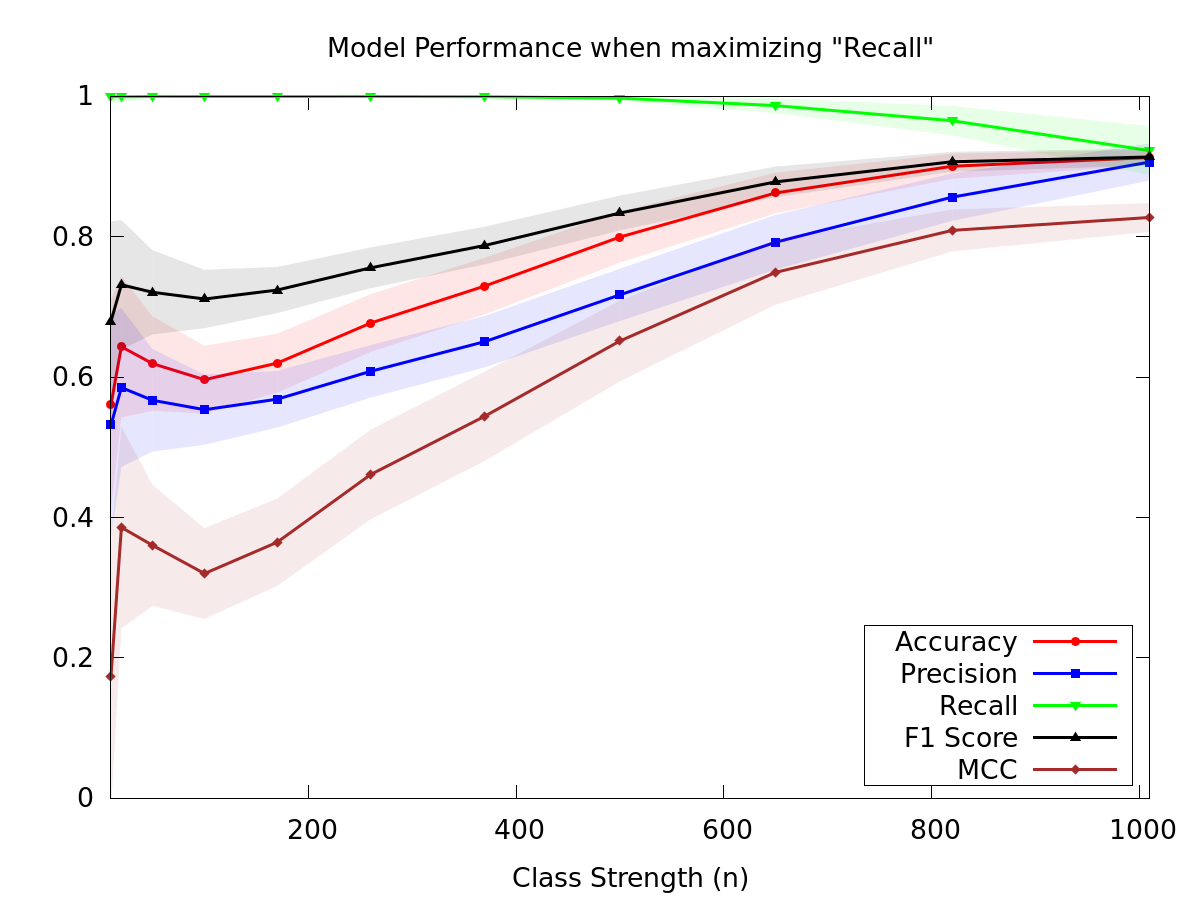 Model Performance when maximizing "Recall"
1
0.8
0.6
0.4
0.2
0
Accuracy
Precision
Recall
F1 Score
MCC
200 400 600 800 1000
Class Strength (n)